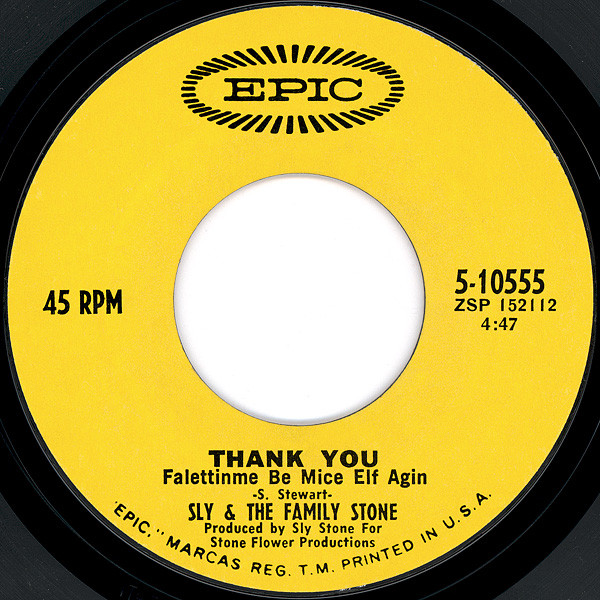 EPIC
45 RPM
5-10555
ZSP 152112
4:47
THANK YOU
Falettinme Be Mice Elf Agin
-S. Stewart-
SLY & THE FAMILY STONE
Produced by Sly Stone For
Stone Flower Productions
"EPIC," MARCAS REG. T.M. PRINTED IN U.S.A.